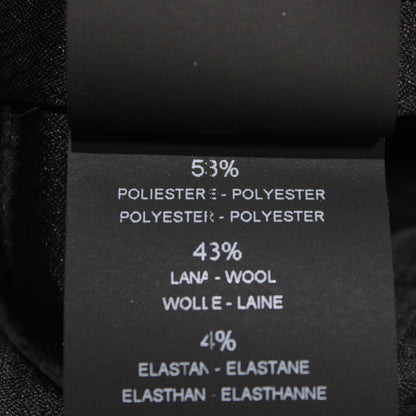 53%
POLIESTERE - POLYESTER
POLYESTER - POLYESTER
43%
LANA - WOOL
WOLLE - LAINE
4%
ELASTAN - ELASTANE
ELASTHAN - ELASTHANNE